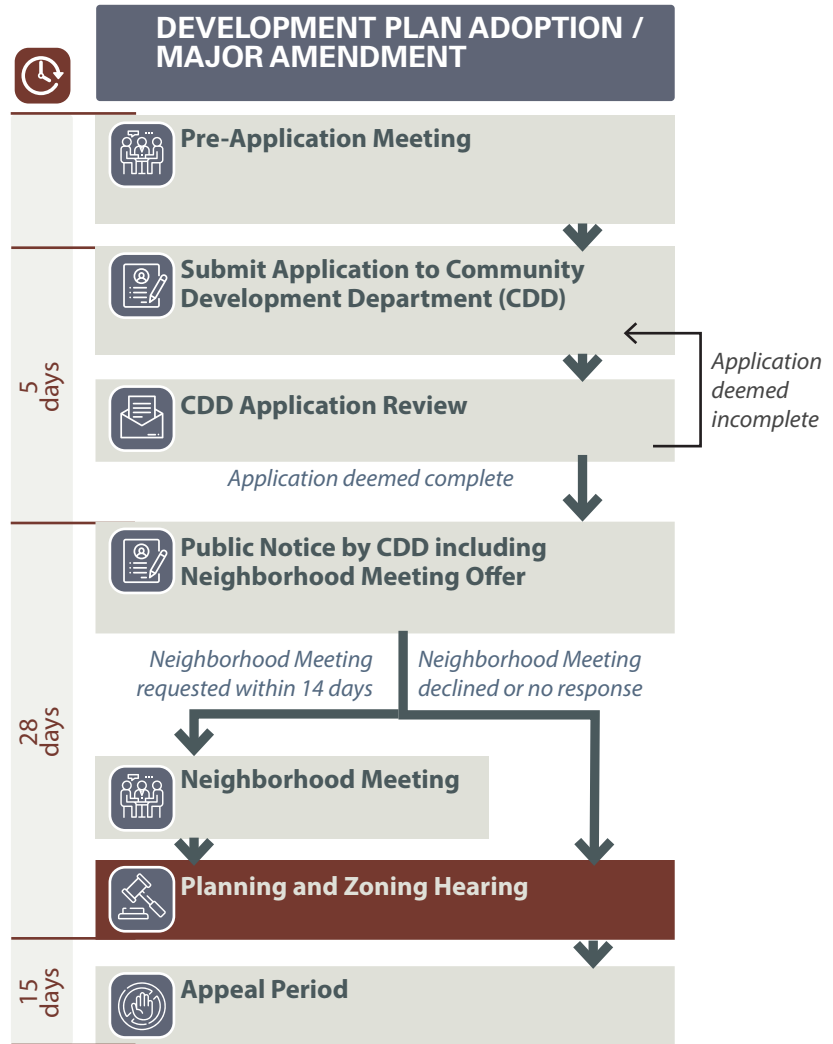 DEVELOPMENT PLAN ADOPTION /
MAJOR AMENDMENT
Pre-Application Meeting
Submit Application to Community
Development Department (CDD)
5
days
Application
deemed
incomplete
CDD Application Review
Application deemed complete
Public Notice by CDD including
Neighborhood Meeting Offer
28
days
Neighborhood Meeting
requested within 14 days
Neighborhood Meeting
declined or no response
Neighborhood Meeting
Planning and Zoning Hearing
15
days
Appeal Period